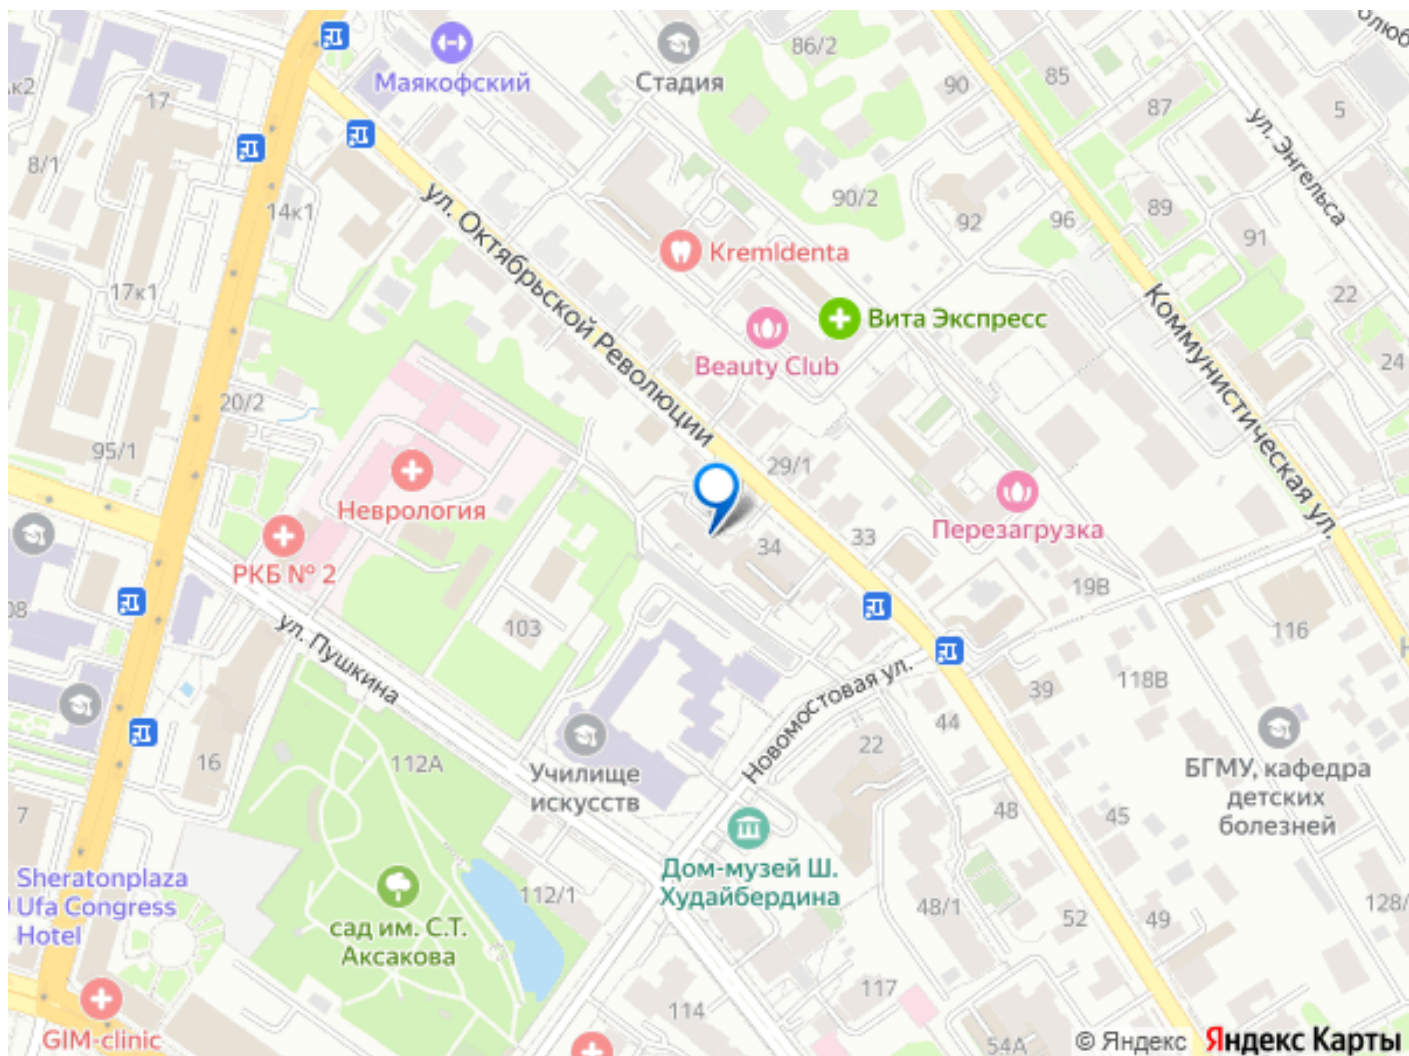 Маякофский
Стадия
86/2
90
85
87
5
17
8/1
14к1
ул. Октябрьской Революции
90/2
92
96
89
91
ул. Энгельса
17к1
KremIdenta
Вита Экспресс
Beauty Club
Коммунистическая ул.
22
24
20/2
95/1
Неврология
29/1
Перезагрузка
РКБ № 2
34
33
19В
103
ул. Пушкина
Новомостовая ул.
116
118В
39
44
16
112А
22
Училище
искусств
БГМУ, кафедра
детских
болезней
7
48
45
Дом-музей Ш.
Худайбердина
Sheratonplaza
Ufa Congress
Hotel
112/1
сад им. С.Т.
Аксакова
48/1
52
49
128/
117
114
GIM-clinic
54А
© Яндекс Яндекс Карты